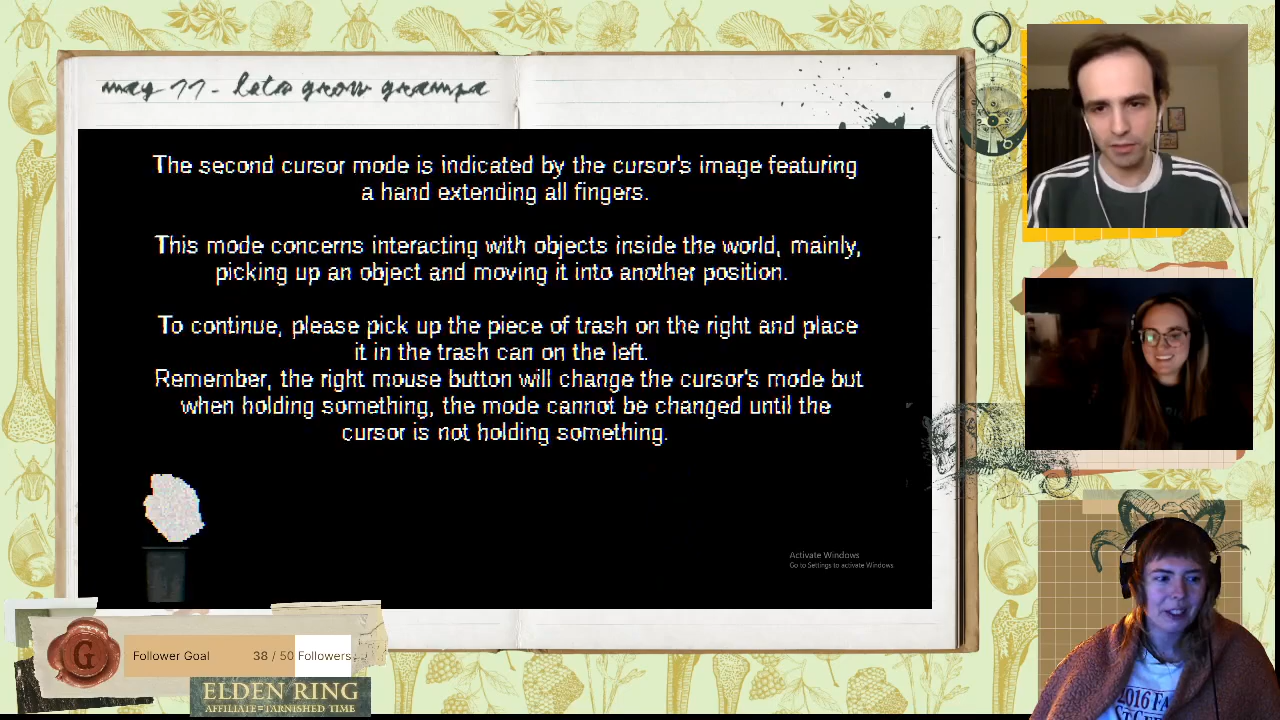 may 11 - lets grow grampa
The second cursor mode is indicated by the cursor's image featuring
a hand extending all fingers.
This mode concerns interacting with objects inside the world, mainly,
picking up an object and moving it into another position.
To continue, please pick up the piece of trash on the right and place
it in the trash can on the left.
Remember, the right mouse button will change the cursor's mode but
when holding something, the mode cannot be changed until the
cursor is not holding something.
Activate Windows
Go to Settings to activate Windows
G
Follower Goal 38 / 50 Followers
ELDEN RING
AFFILIATE=TARNISHED TIME
2016